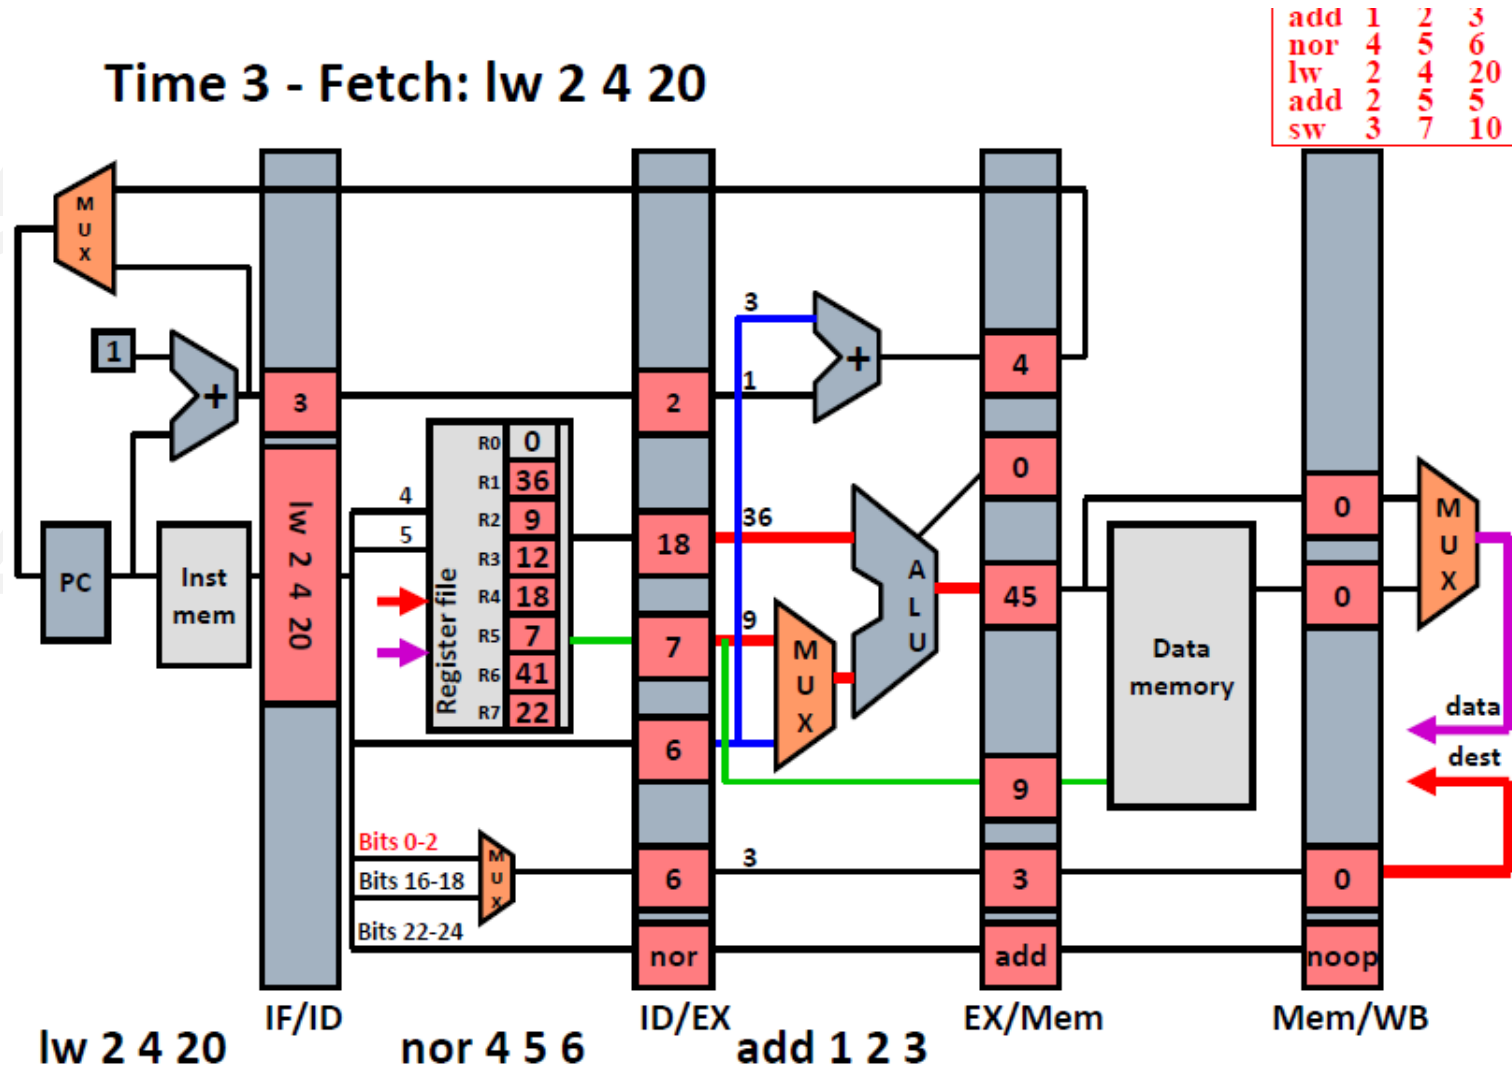 add 1 2 3
nor 4 5 6
lw 2 4 20
add 2 5 5
sw 3 7 10
Time 3 - Fetch: lw 2 4 20
M
U
X
1
+
3
2
3
1
+
4
0
PC
Inst
mem
lw 2 4 20
4
5
Register file
R0 0
R1 36
R2 9
R3 12
R4 18
R5 7
R6 41
R7 22
18
7
6
36
9
M
U
X
A
L
U
45
9
Data
memory
0
0
M
U
X
data
dest
Bits 0-2
Bits 16-18
Bits 22-24
M
U
X
6
3
3
0
nor
add
noop
IF/ID
ID/EX
EX/Mem
Mem/WB
lw 2 4 20
nor 4 5 6
add 1 2 3